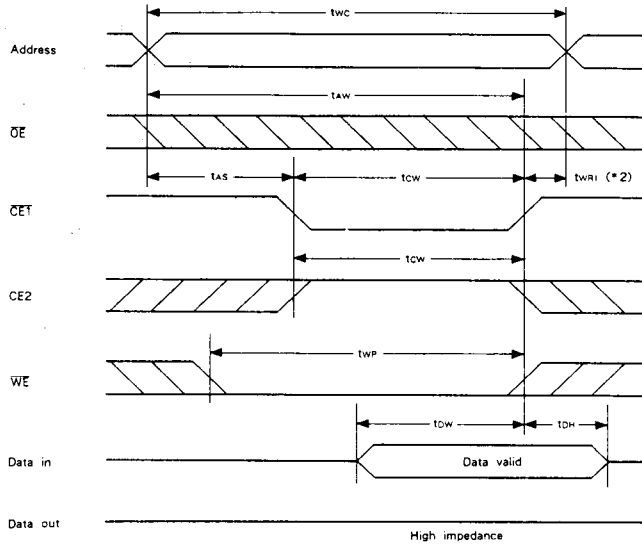 tWC
Address
tAW
OE
tAS
tCW
tWRI (*2)
CE1
tCW
CE2
tWP
WE
tDW
tDH
Data in
Data valid
Data out
High impedance